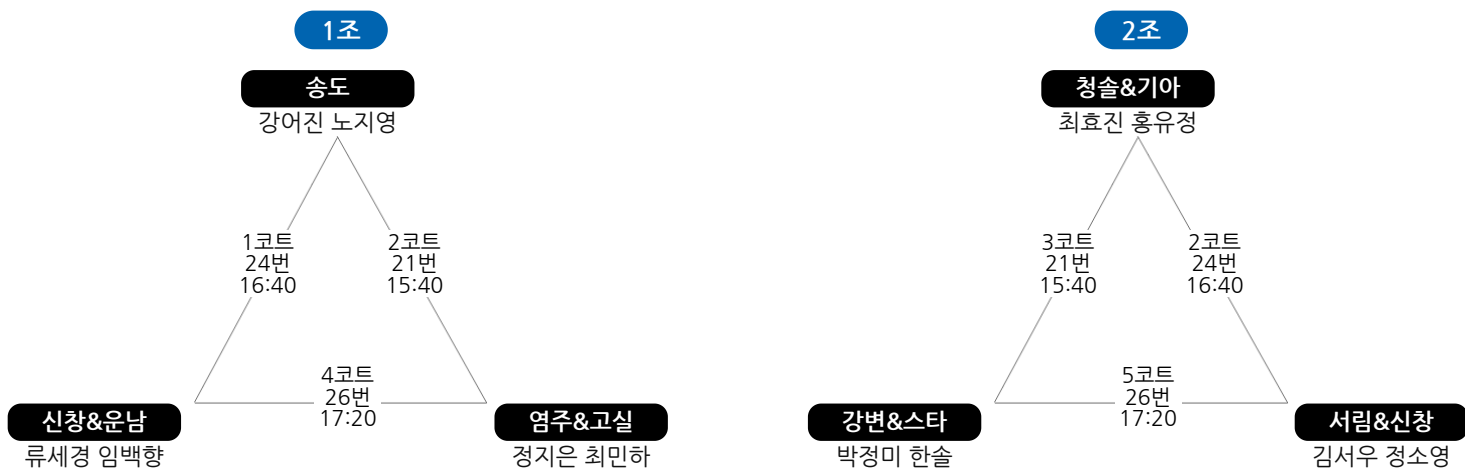 1조
송도
강어진 노지영
1코트
24번
16:40
2코트
21번
15:40
4코트
26번
17:20
신창&운남
류세경 임백향
염주&고실
정지은 최민하
2조
청솔&기아
최효진 홍유정
3코트
21번
15:40
2코트
24번
16:40
5코트
26번
17:20
강변&스타
박정미 한솔
서림&신창
김서우 정소영